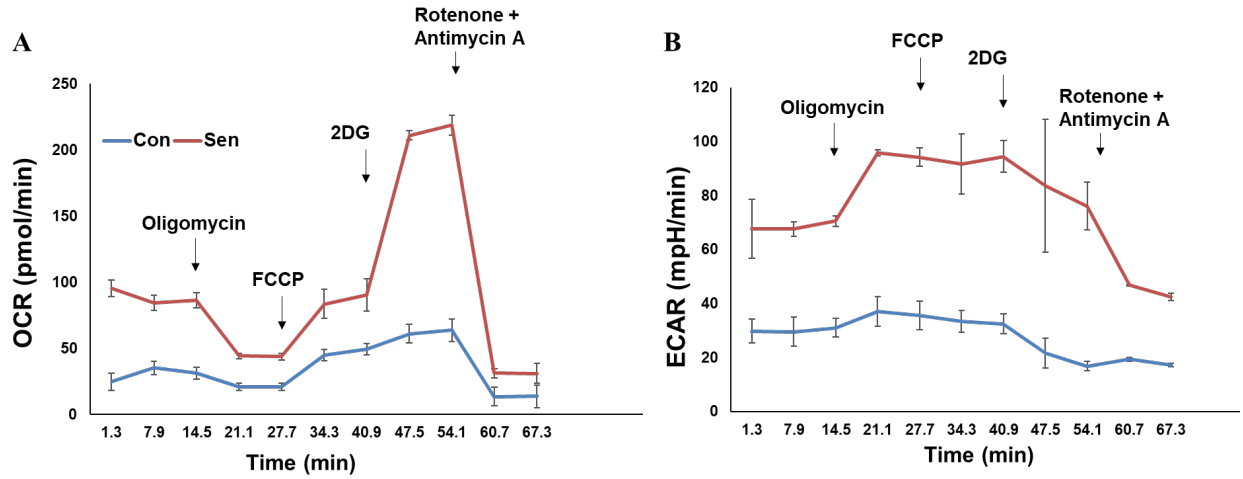 A
Rotenone +
Antimycin A
250
200
150
100
50
0
OCR (pmol/min)
Con Sen
2DG
Oligomycin
FCCP
1.3 7.9 14.5 21.1 27.7 34.3 40.9 47.5 54.1 60.7 67.3
Time (min)
B
FCCP
2DG
Oligomycin
Rotenone +
Antimycin A
120
100
80
60
40
20
0
ECAR (mpH/min)
1.3 7.9 14.5 21.1 27.7 34.3 40.9 47.5 54.1 60.7 67.3
Time (min)